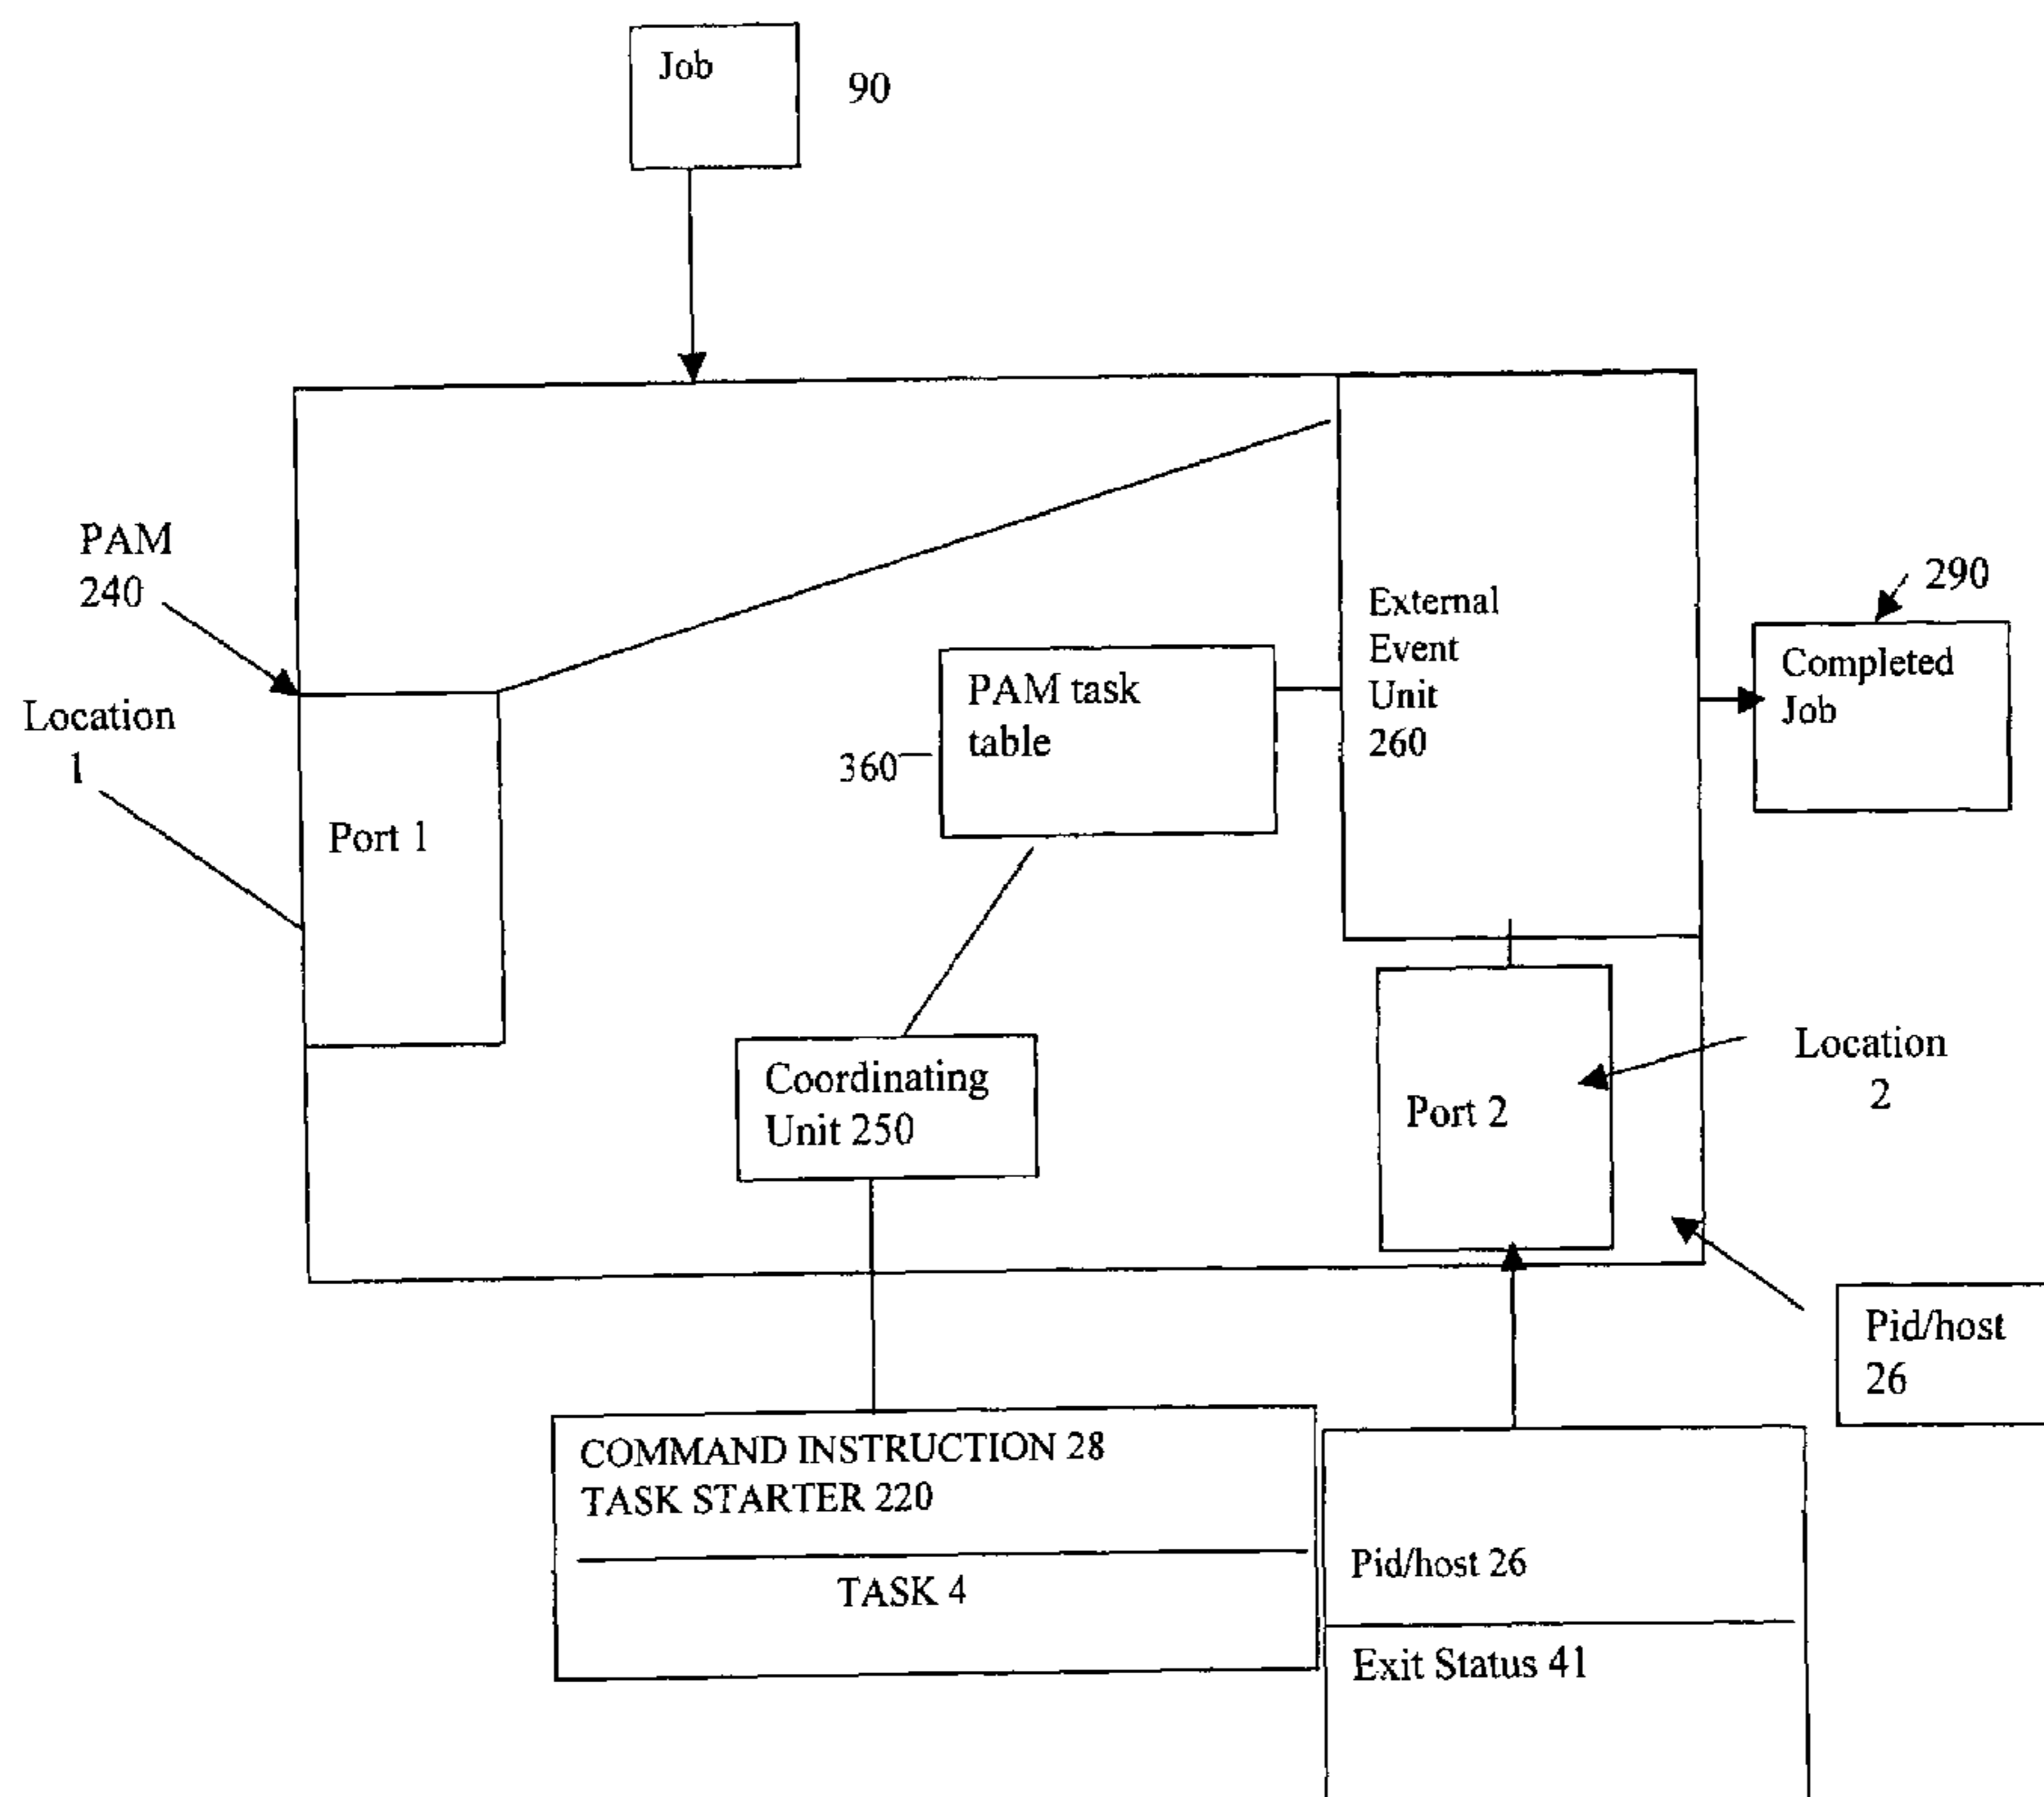 Job
90
PAM
240
Location
1
Port 1
360
PAM task
table
External
Event
Unit
260
290
Completed
Job
Coordinating
Unit 250
Port 2
Location
2
Pid/host
26
COMMAND INSTRUCTION 28
TASK STARTER 220
TASK 4
Pid/host 26
Exit Status 41